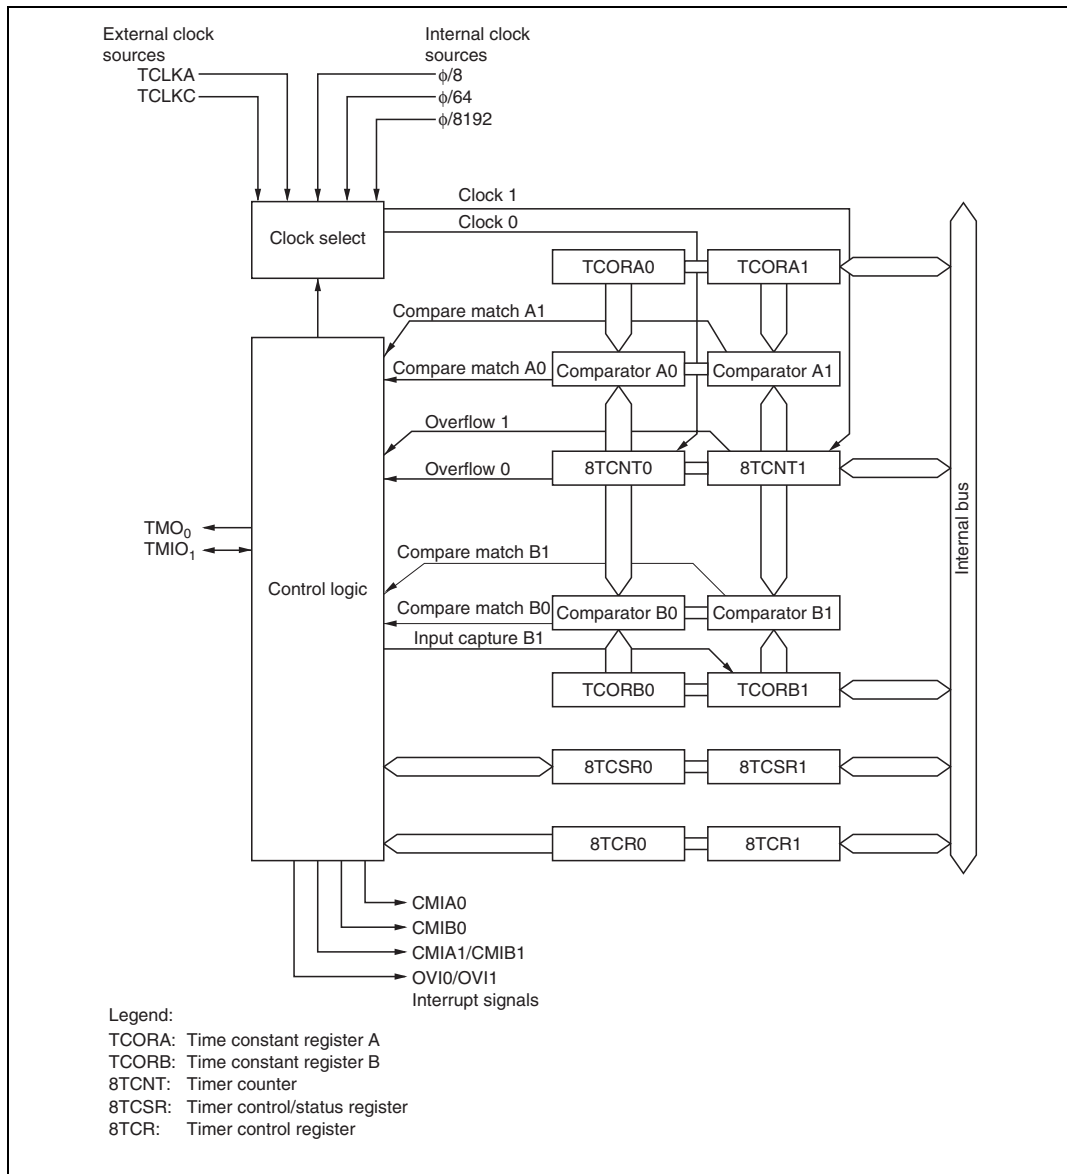 External clock
sources
TCLKA
TCLKC
Internal clock
sources
ϕ/8
ϕ/64
ϕ/8192
Clock 1
Clock 0
Clock select
TCORA0
TCORA1
Compare match A1
Compare match A0
Comparator A0
Comparator A1
Overflow 1
Overflow 0
8TCNT0
8TCNT1
Internal bus
TMO0
TMIO1
Control logic
Compare match B1
Compare match B0
Comparator B0
Comparator B1
Input capture B1
TCORB0
TCORB1
8TCSR0
8TCSR1
8TCR0
8TCR1
CMIA0
CMIB0
CMIA1/CMIB1
OVI0/OVI1
Interrupt signals
Legend:
TCORA: Time constant register A
TCORB: Time constant register B
8TCNT: Timer counter
8TCSR: Timer control/status register
8TCR: Timer control register